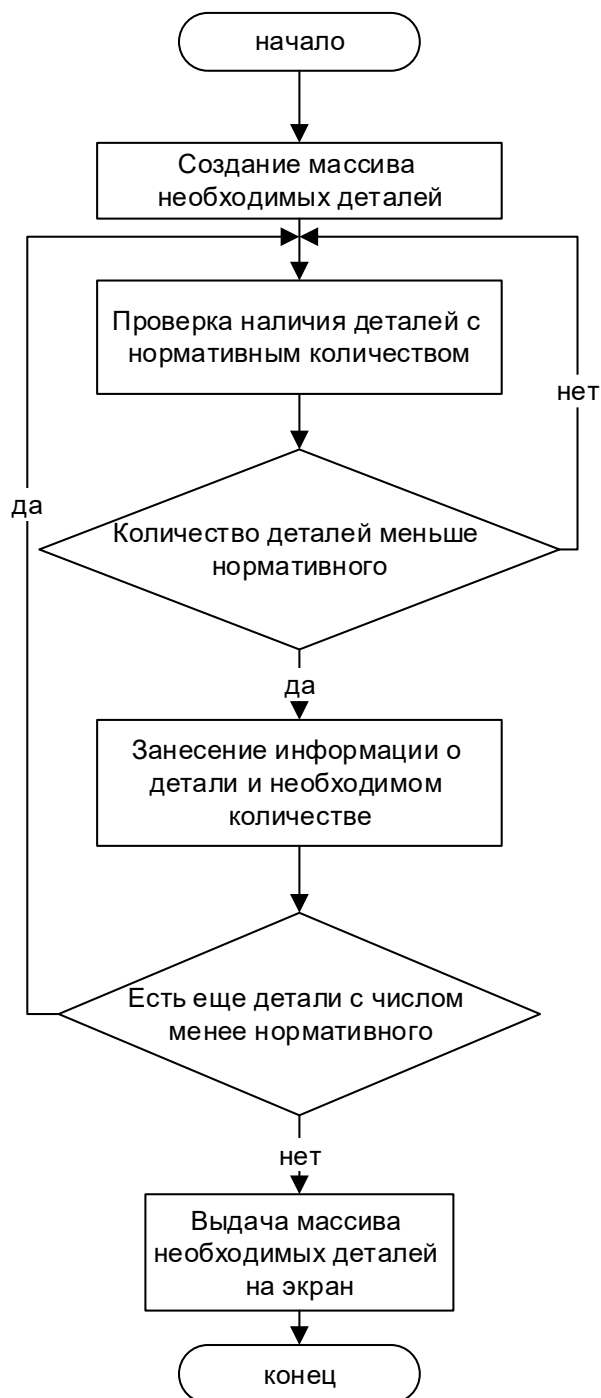 начало
Создание массива
необходимых деталей
Проверка наличия деталей с
нормативным количеством
нет
да
Количество деталей меньше
нормативного
да
Занесение информации о
детали и необходимом
количестве
Есть еще детали с числом
менее нормативного
нет
Выдача массива
необходимых деталей
на экран
конец